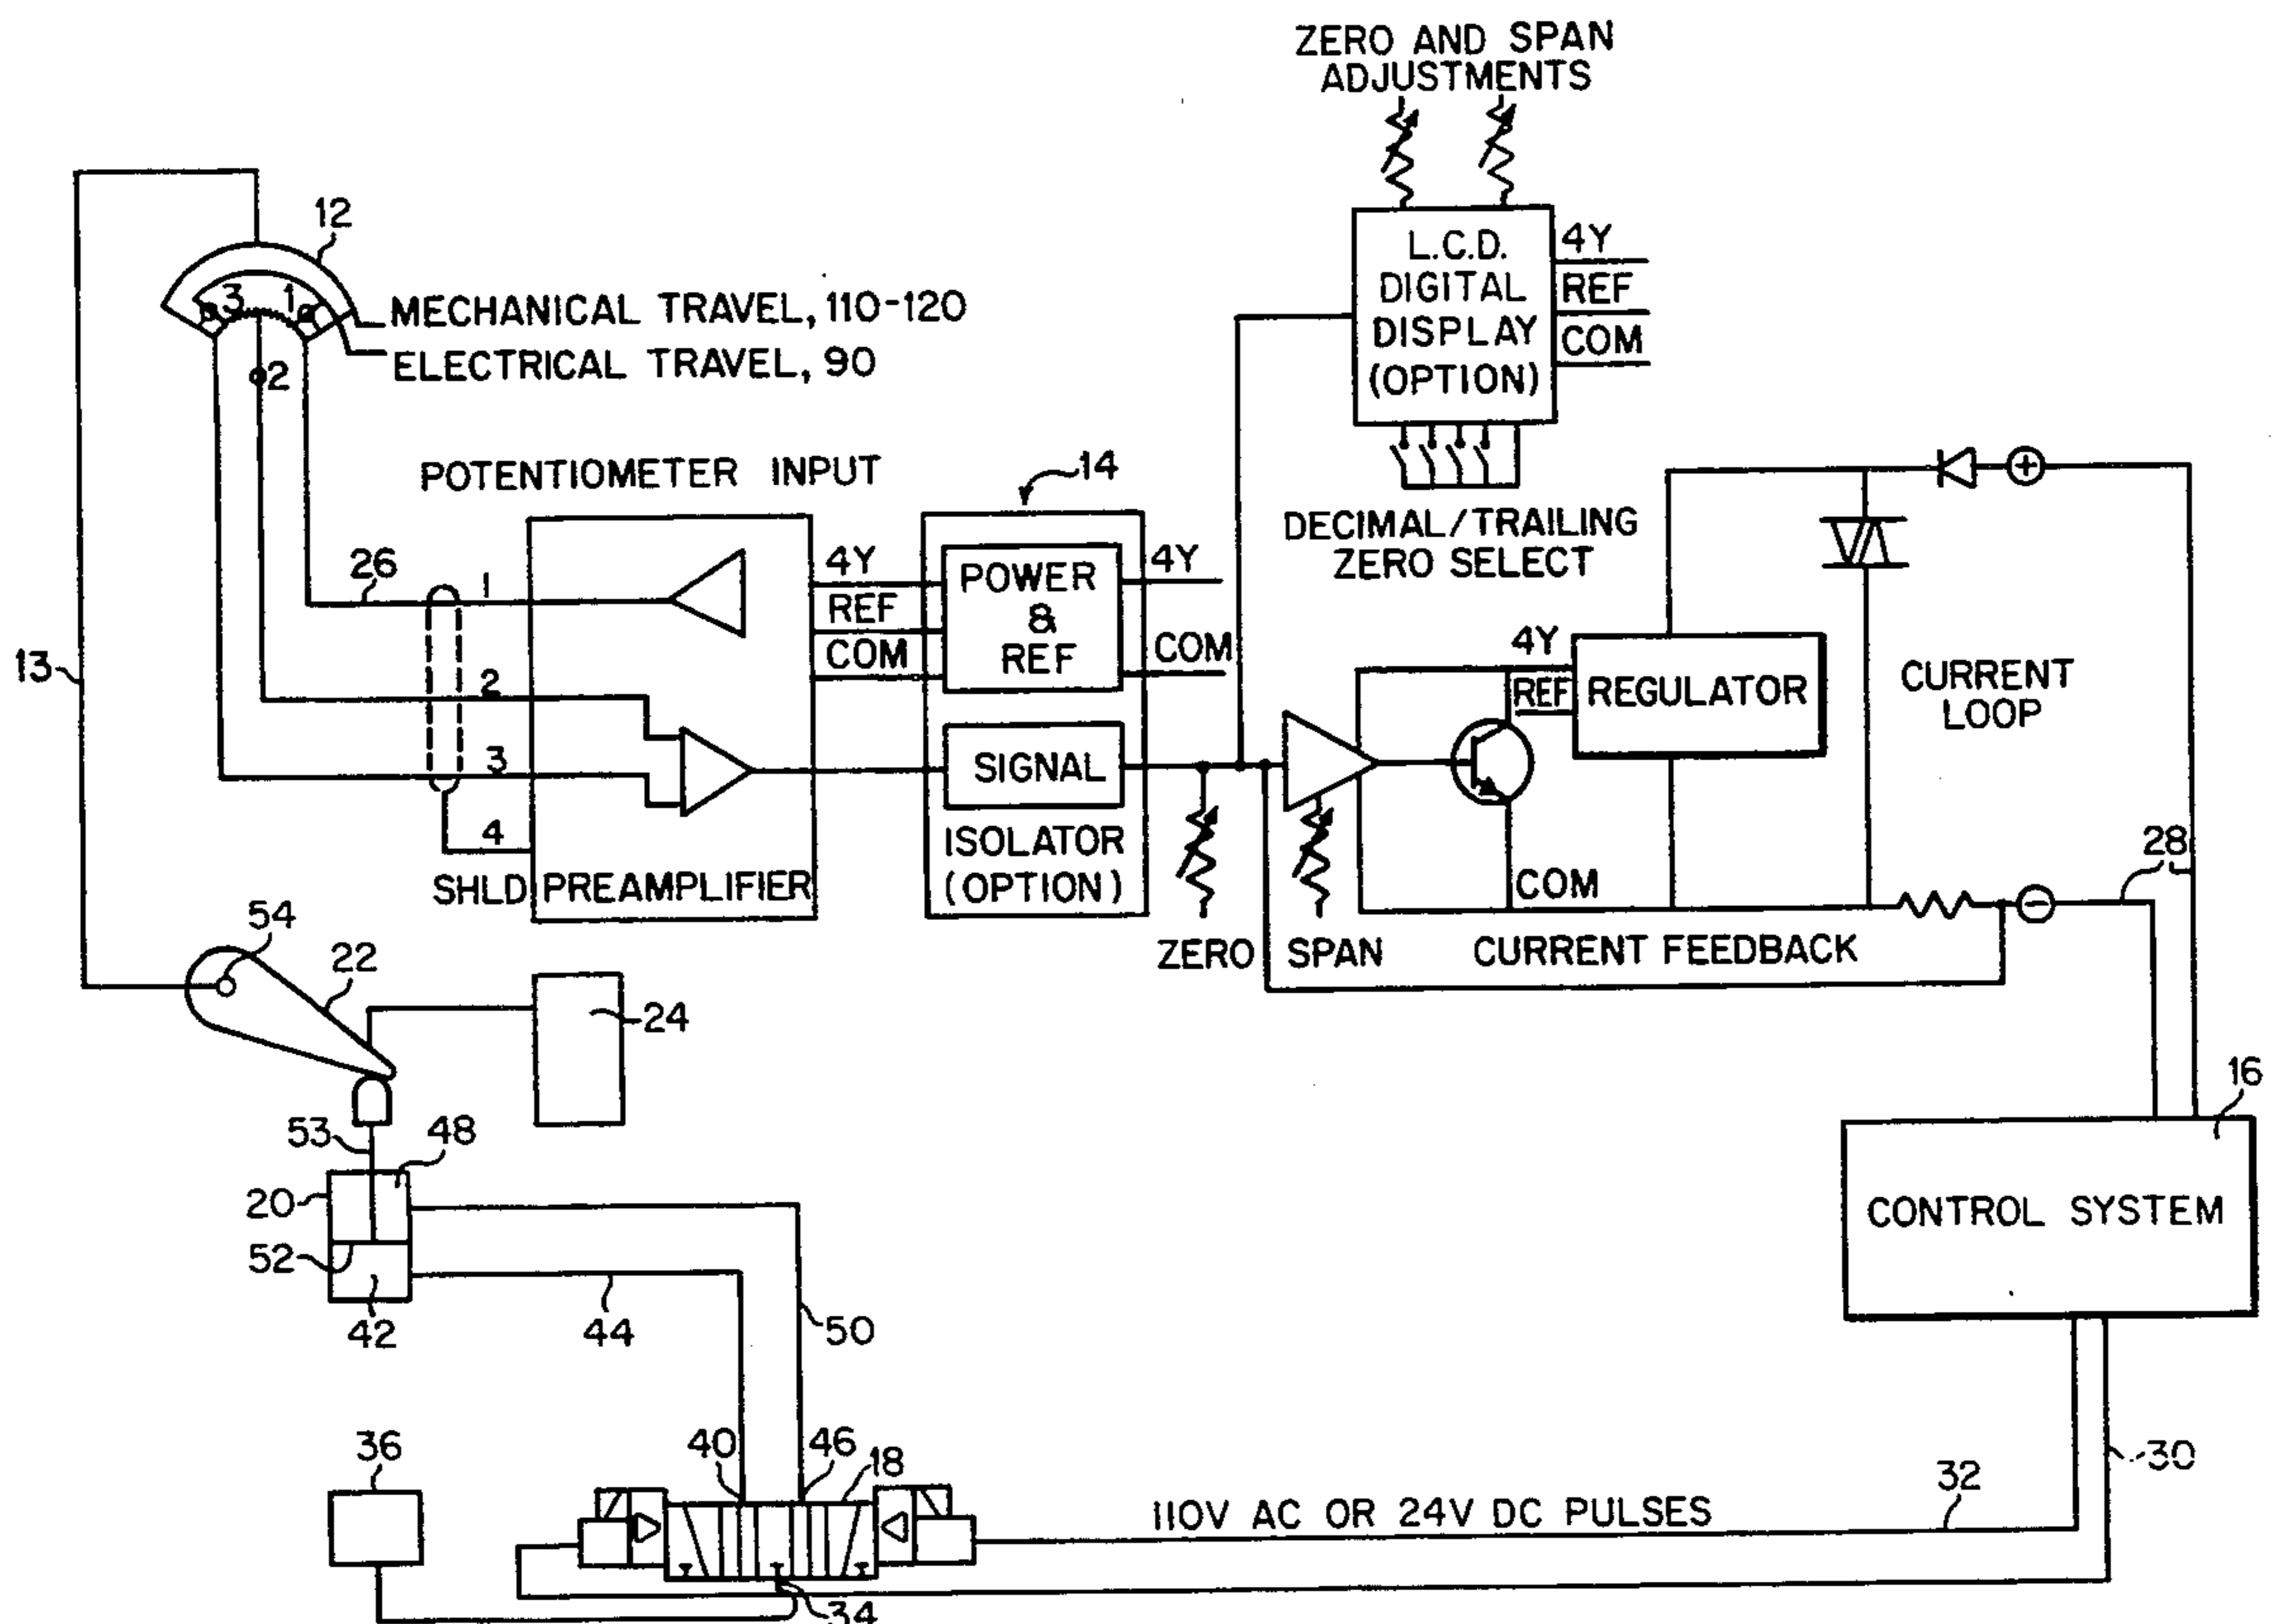 ZERO AND SPAN
ADJUSTMENTS
12
3
1
MECHANICAL TRAVEL, 110-120
ELECTRICAL TRAVEL, 90
2
L.C.D.
DIGITAL
DISPLAY
(OPTION)
4Y
REF
COM
DECIMAL/TRAILING
ZERO SELECT
POTENTIOMETER INPUT
14
26
1
2
3
4
SHLD
PREAMPLIFIER
4Y
REF
COM
POWER
&
REF
4Y
COM
SIGNAL
ISOLATOR
(OPTION)
13
ZERO
SPAN
4Y
REF
REGULATOR
COM
+
CURRENT
LOOP
−
CURRENT FEEDBACK
28
54
22
24
53
48
20
52
42
44
50
16
CONTROL SYSTEM
36
40
46
18
110V AC OR 24V DC PULSES
32
30
34